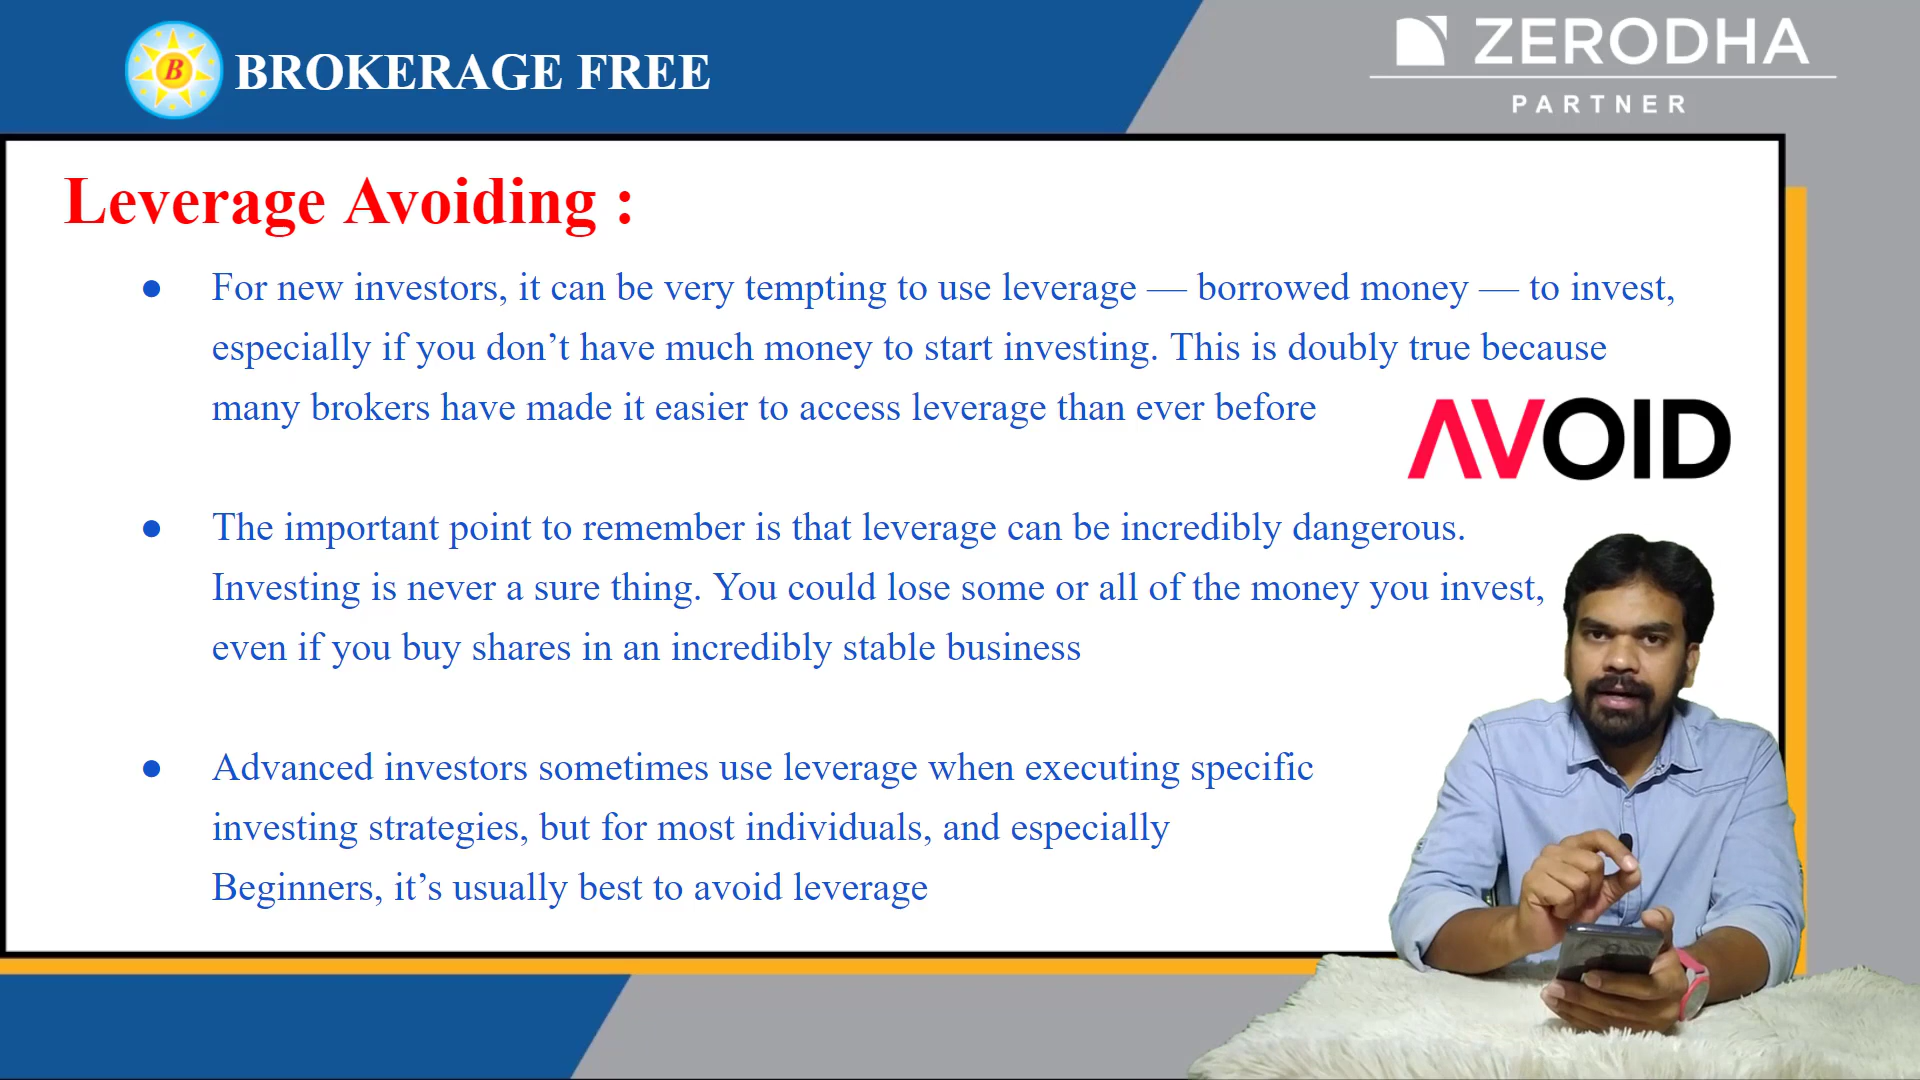 B
BROKERAGE FREE
ZERODHA
PARTNER
Leverage Avoiding :
● For new investors, it can be very tempting to use leverage — borrowed money — to invest,
especially if you don’t have much money to start investing. This is doubly true because
many brokers have made it easier to access leverage than ever before
AVOID
● The important point to remember is that leverage can be incredibly dangerous.
Investing is never a sure thing. You could lose some or all of the money you invest,
even if you buy shares in an incredibly stable business
● Advanced investors sometimes use leverage when executing specific
investing strategies, but for most individuals, and especially
Beginners, it’s usually best to avoid leverage